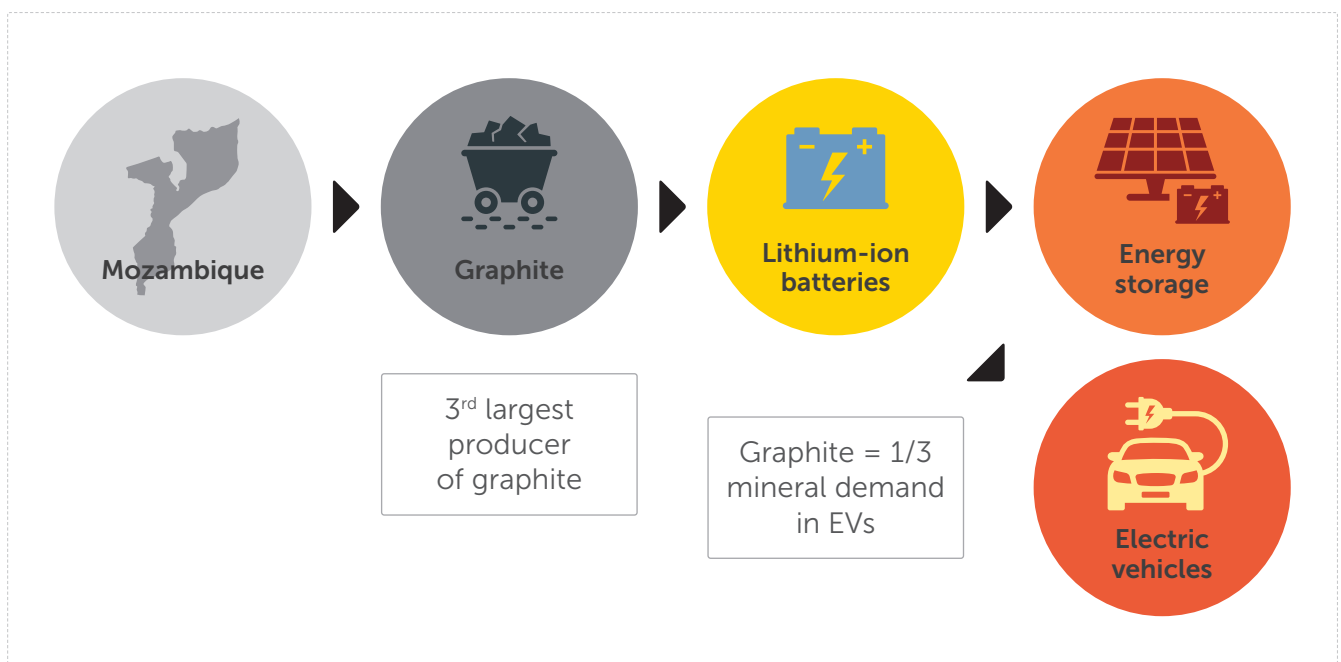 Mozambique
Graphite
Lithium-ion
batteries
Energy
storage
3rd largest
producer
of graphite
Graphite = 1/3
mineral demand
in EVs
Electric
vehicles